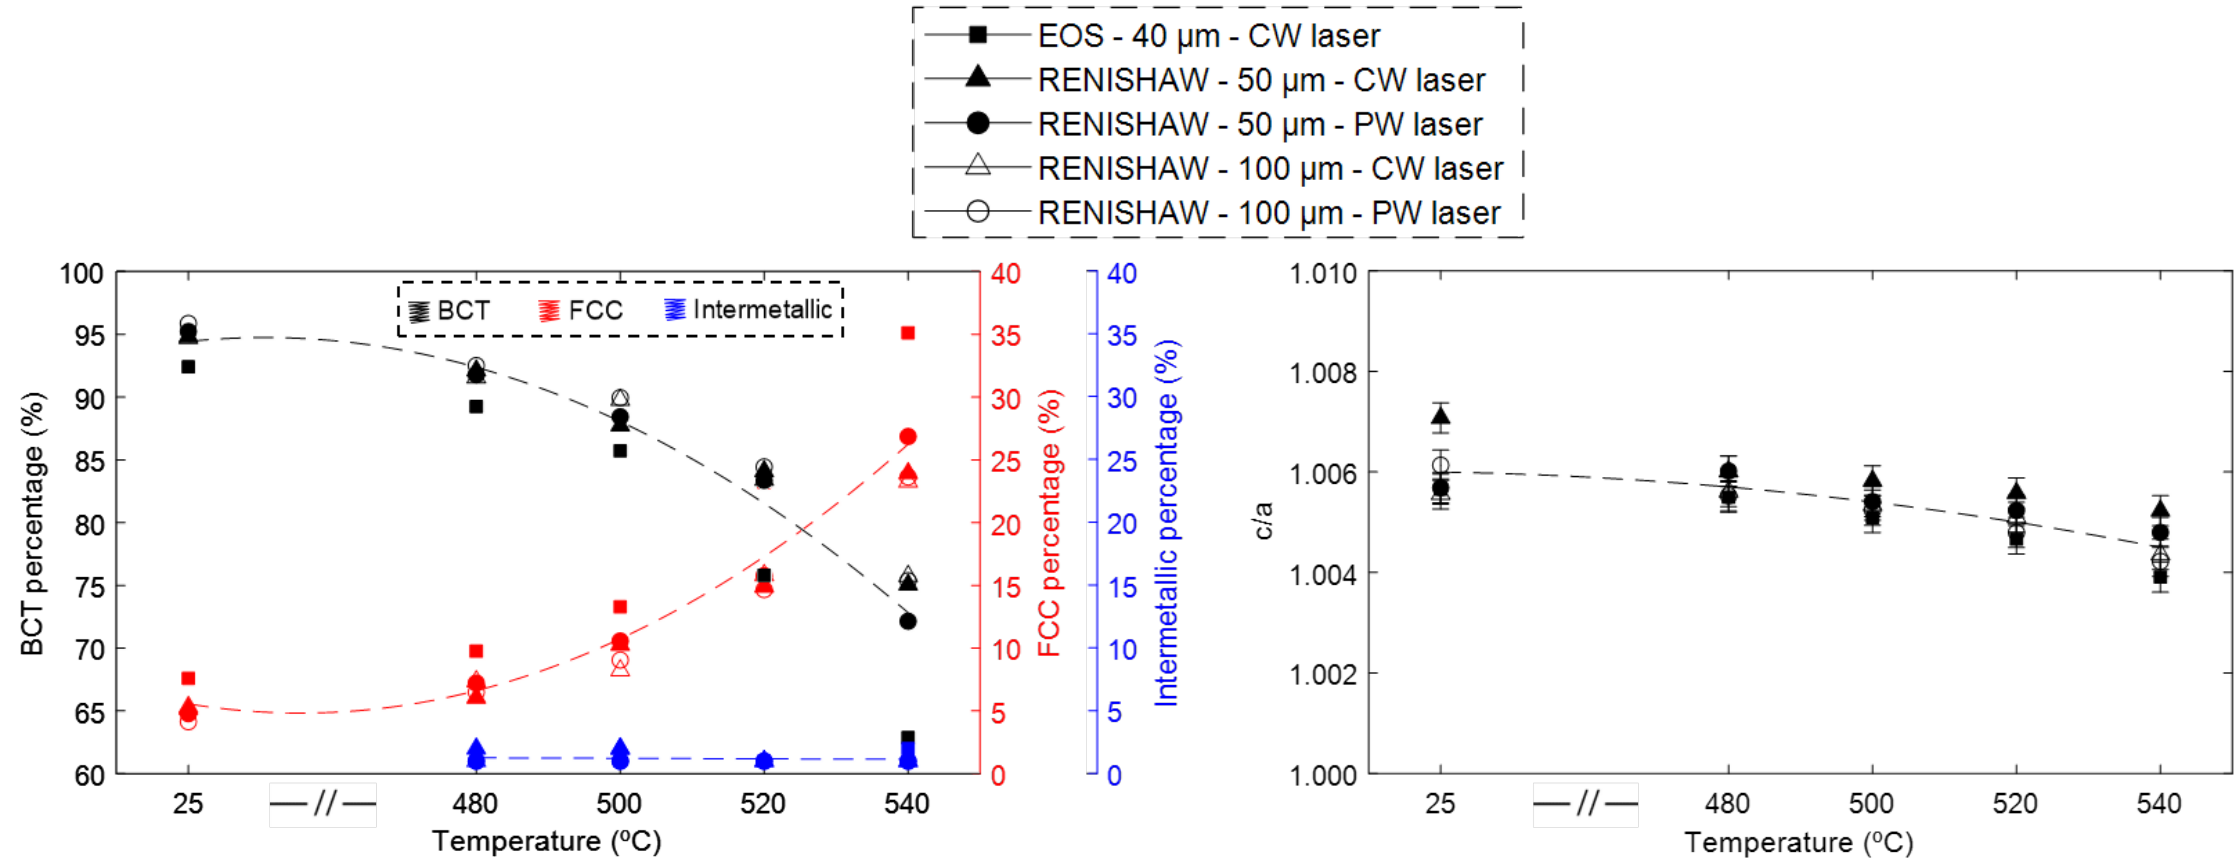 EOS - 40 µm - CW laser
RENISHAW - 50 µm - CW laser
RENISHAW - 50 µm - PW laser
RENISHAW - 100 µm - CW laser
RENISHAW - 100 µm - PW laser
BCT FCC Intermetallic
BCT percentage (%)
100
95
90
85
80
75
70
65
60
25 // 480 500 520 540
Temperature (ºC)
FCC percentage (%)
40
35
30
25
20
15
10
5
0
Intermetallic percentage (%)
40
35
30
25
20
15
10
5
0
c/a
1.010
1.008
1.006
1.004
1.002
1.000
25 // 480 500 520 540
Temperature (ºC)